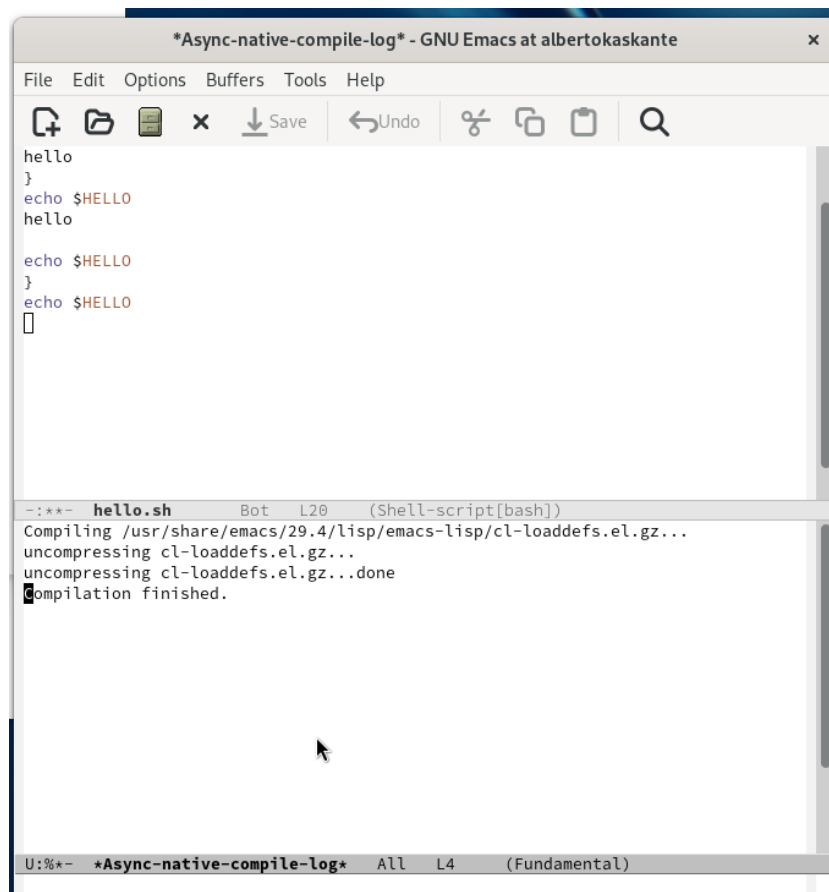 *Async-native-compile-log* - GNU Emacs at albertokaskante
File Edit Options Buffers Tools Help
Save Undo
hello
}
echo $HELLO
hello
echo $HELLO
}
echo $HELLO
-:**- hello.sh Bot L20 (Shell-script[bash])
Compiling /usr/share/emacs/29.4/lisp/emacs-lisp/cl-loaddefs.el.gz...
uncompressing cl-loaddefs.el.gz...
uncompressing cl-loaddefs.el.gz...done
Compilation finished.
U:%*- *Async-native-compile-log* All L4 (Fundamental)